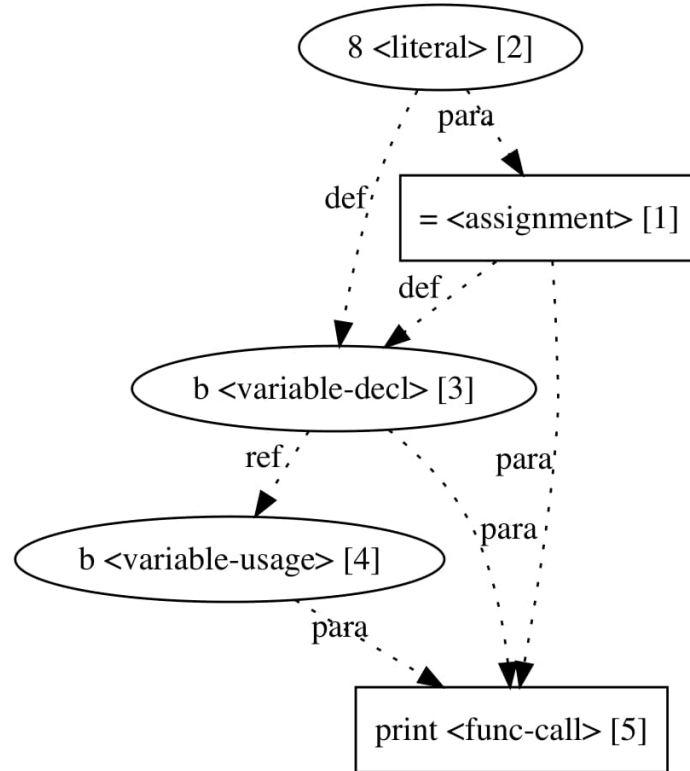 8 <literal> [2]
para
def
= <assignment> [1]
def
b <variable-decl> [3]
ref
para
para
b <variable-usage> [4]
para
print <func-call> [5]